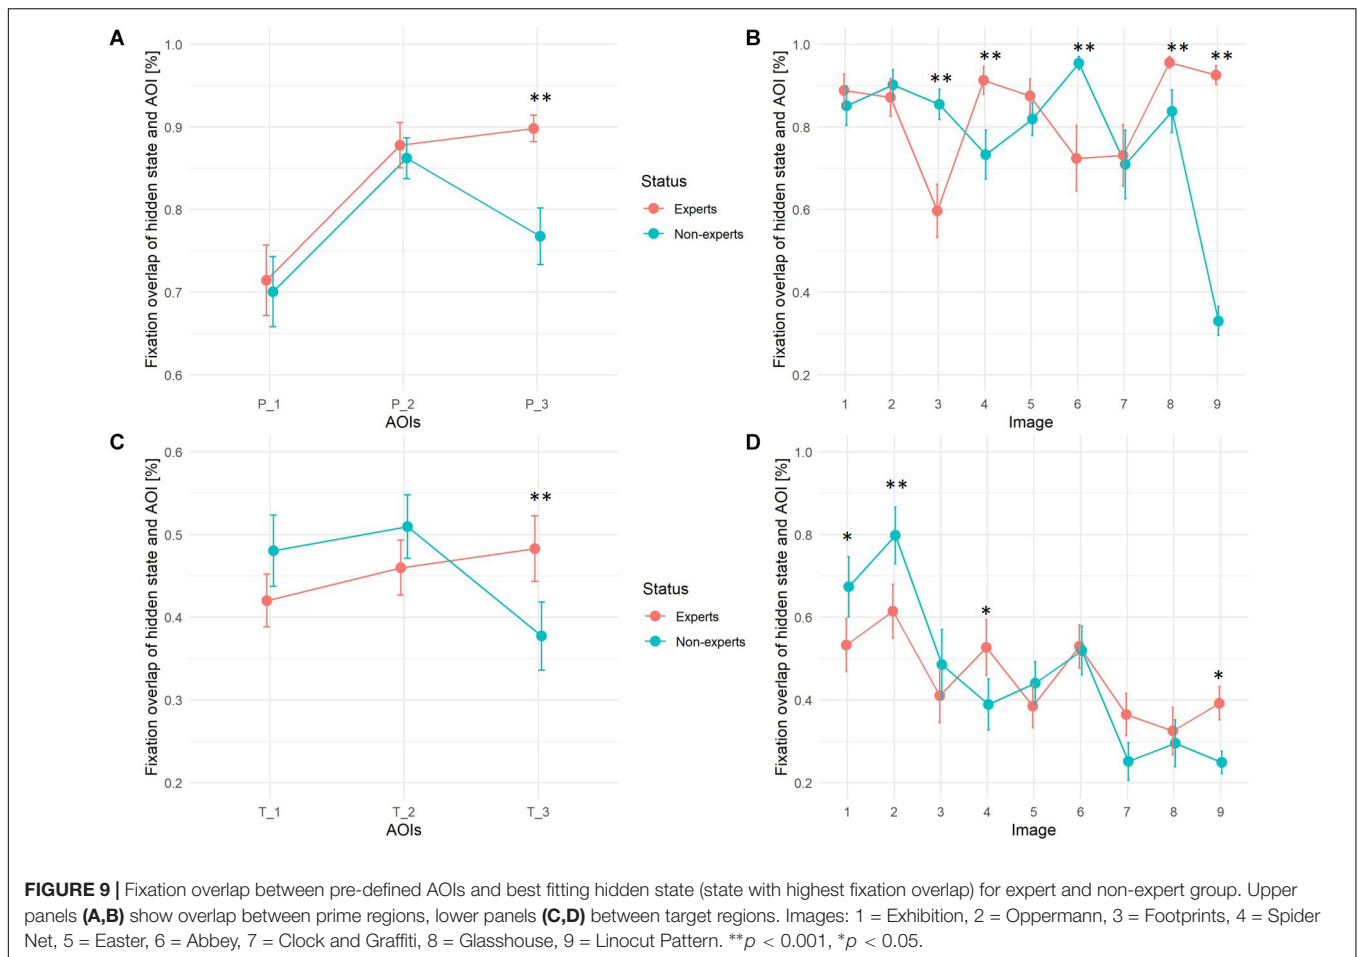 A
Fixation overlap of hidden state and AOI [%]
1.0
0.9
0.8
0.7
0.6
**
P_1 P_2 P_3
AOIs
Status
Experts
Non-experts
B
Fixation overlap of hidden state and AOI [%]
1.0
0.8
0.6
0.4
0.2
** ** ** ** **
1 2 3 4 5 6 7 8 9
Image
C
Fixation overlap of hidden state and AOI [%]
0.6
0.5
0.4
0.3
0.2
**
T_1 T_2 T_3
AOIs
Status
Experts
Non-experts
D
Fixation overlap of hidden state and AOI [%]
1.0
0.8
0.6
0.4
0.2
* ** * *
1 2 3 4 5 6 7 8 9
Image
FIGURE 9 | Fixation overlap between pre-defined AOIs and best fitting hidden state (state with highest fixation overlap) for expert and non-expert group. Upper
panels (A,B) show overlap between prime regions, lower panels (C,D) between target regions. Images: 1 = Exhibition, 2 = Oppermann, 3 = Footprints, 4 = Spider
Net, 5 = Easter, 6 = Abbey, 7 = Clock and Graffiti, 8 = Glasshouse, 9 = Linocut Pattern. **p < 0.001, *p < 0.05.